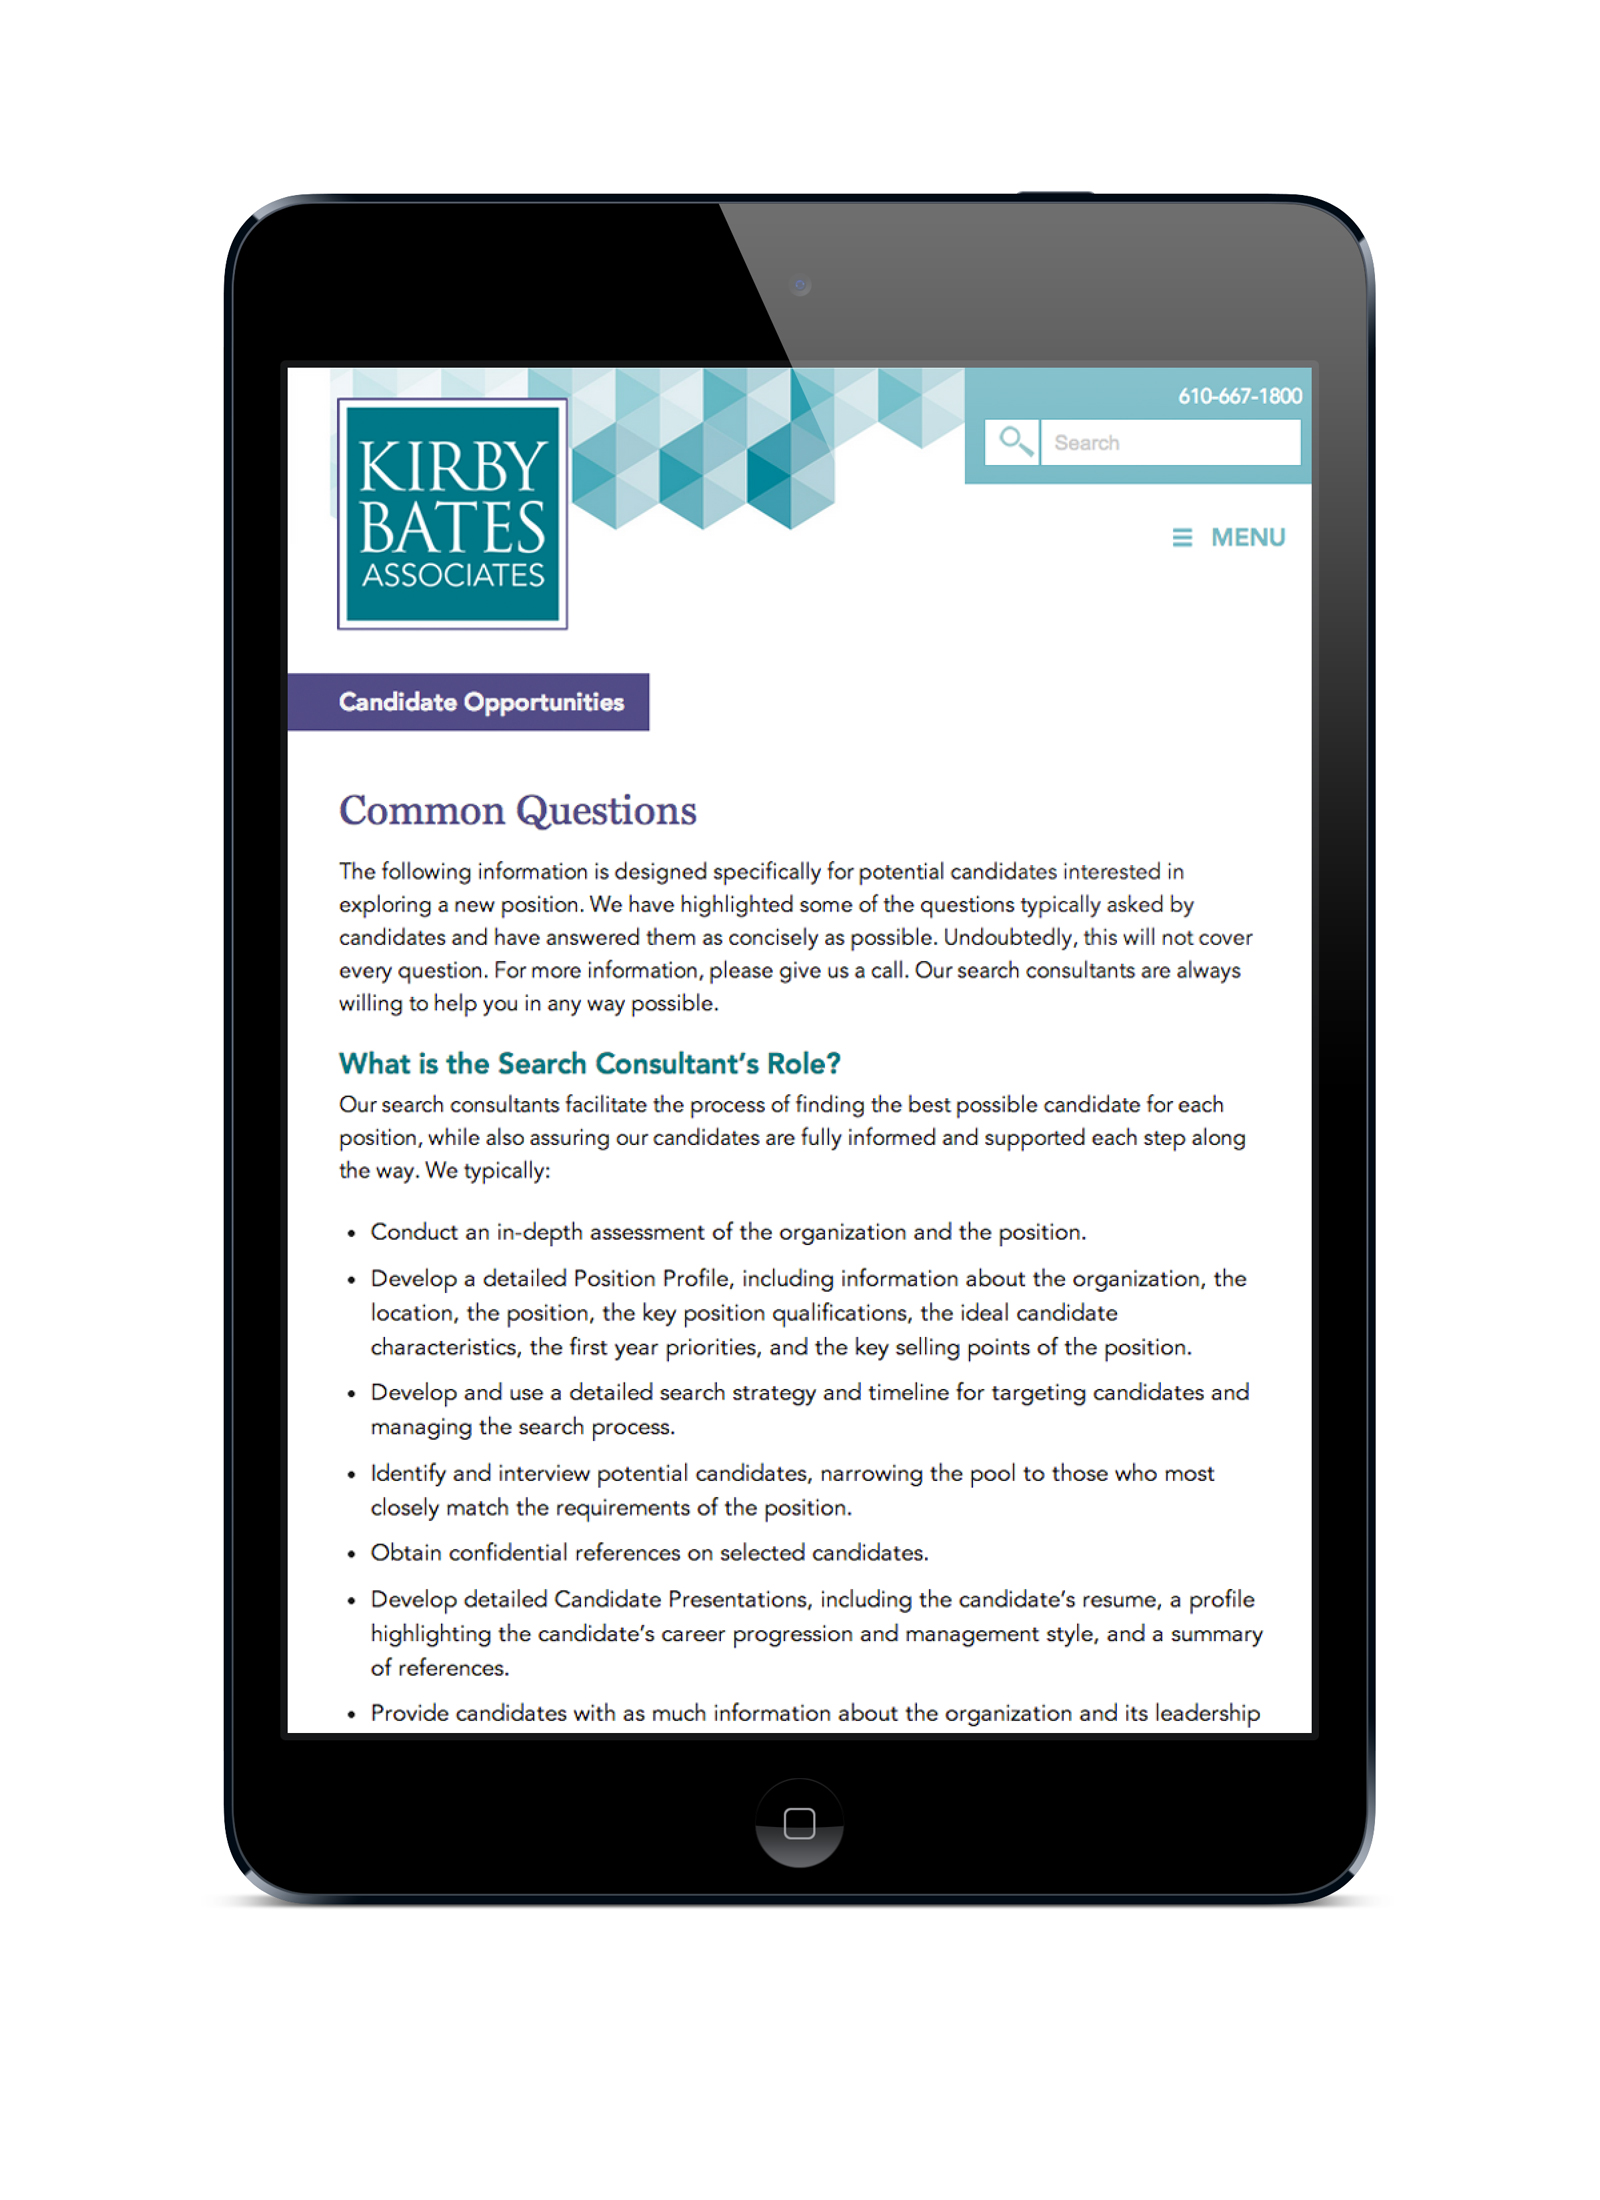 610-667-1800
Search
KIRBY
BATES
ASSOCIATES
MENU
Candidate Opportunities
Common Questions
The following information is designed specifically for potential candidates interested in
exploring a new position. We have highlighted some of the questions typically asked by
candidates and have answered them as concisely as possible. Undoubtedly, this will not cover
every question. For more information, please give us a call. Our search consultants are always
willing to help you in any way possible.
What is the Search Consultant’s Role?
Our search consultants facilitate the process of finding the best possible candidate for each
position, while also assuring our candidates are fully informed and supported each step along
the way. We typically:
• Conduct an in-depth assessment of the organization and the position.
• Develop a detailed Position Profile, including information about the organization, the
location, the position, the key position qualifications, the ideal candidate
characteristics, the first year priorities, and the key selling points of the position.
• Develop and use a detailed search strategy and timeline for targeting candidates and
managing the search process.
• Identify and interview potential candidates, narrowing the pool to those who most
closely match the requirements of the position.
• Obtain confidential references on selected candidates.
• Develop detailed Candidate Presentations, including the candidate’s resume, a profile
highlighting the candidate’s career progression and management style, and a summary
of references.
• Provide candidates with as much information about the organization and its leadership